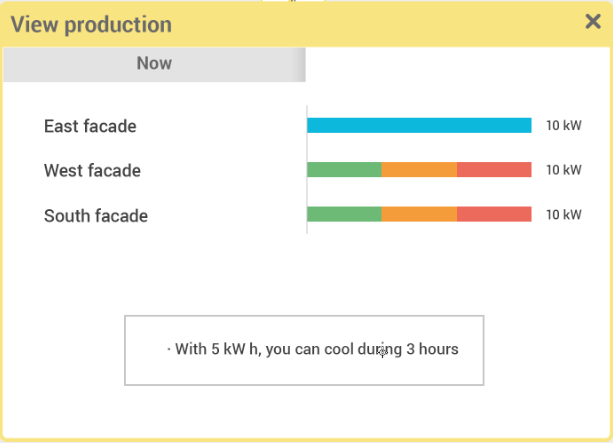 View production
Now
East facade 10 kW
West facade 10 kW
South facade 10 kW
· With 5 kW h, you can cool during 3 hours